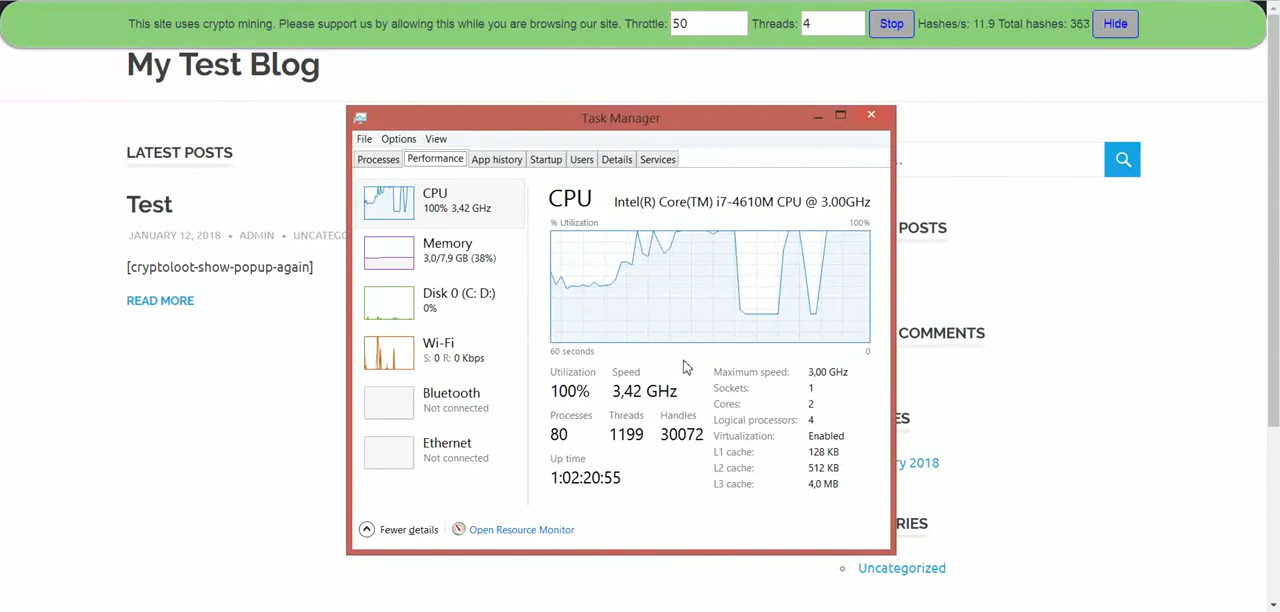 This site uses crypto mining. Please support us by allowing this while you are browsing our site. Throttle: 50 Threads: 4 Stop Hashes/s: 11.9 Total hashes: 363 Hide
My Test Blog
Task Manager
File Options View
Processes Performance App history Startup Users Details Services
LATEST POSTS
Test
JANUARY 12, 2018 • ADMIN • UNCATEGO
[cryptoloot-show-popup-again]
READ MORE
CPU
100% 3,42 GHz
Memory
3,0/7,9 GB (38%)
Disk 0 (C: D:)
0%
Wi-Fi
S: 0 R: 0 Kbps
Bluetooth
Not connected
Ethernet
Not connected
CPU Intel(R) Core(TM) i7-4610M CPU @ 3.00GHz
% Utilization 100%
60 seconds 0
Utilization Speed
100% 3,42 GHz
Processes Threads Handles
80 1199 30072
Up time
1:02:20:55
Maximum speed: 3,00 GHz
Sockets: 1
Cores: 2
Logical processors: 4
Virtualization: Enabled
L1 cache: 128 KB
L2 cache: 512 KB
L3 cache: 4,0 MB
Fewer details Open Resource Monitor
POSTS
COMMENTS
ES
ry 2018
RIES
Uncategorized